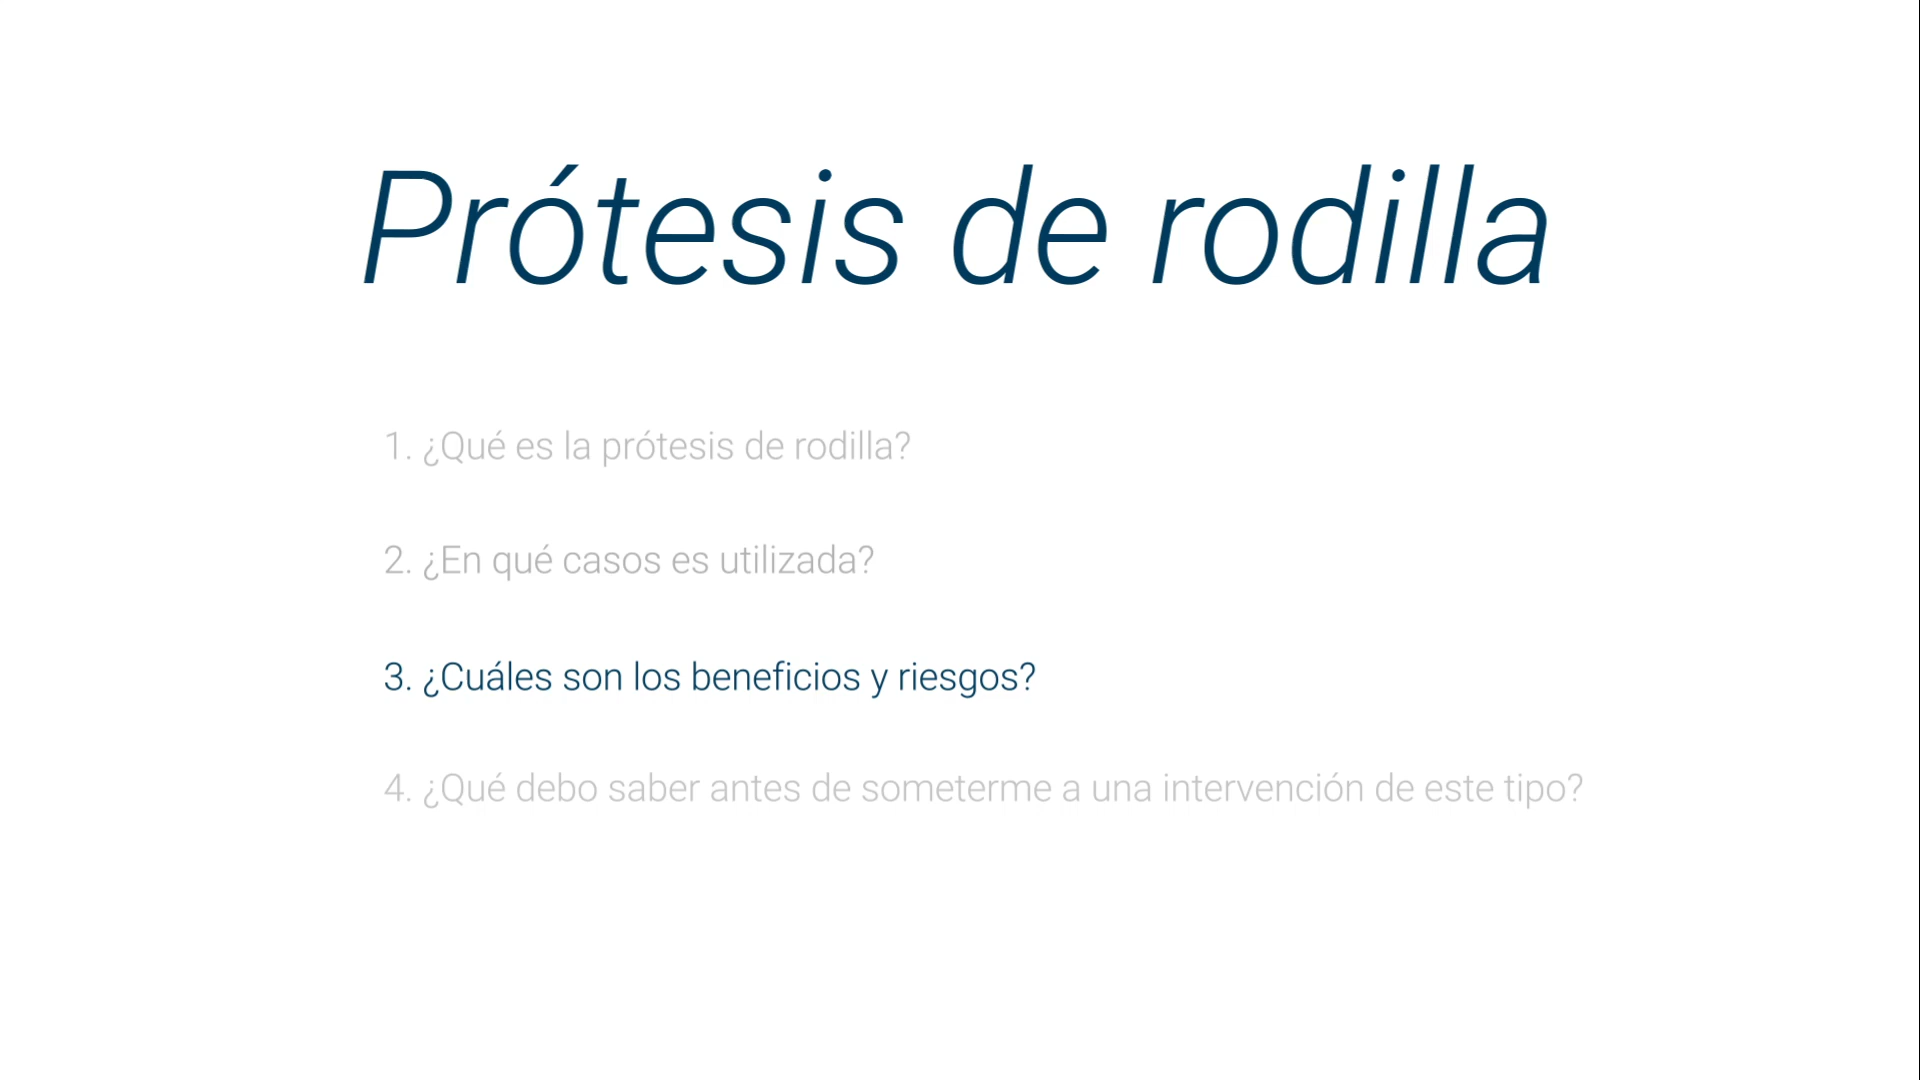 Prótesis de rodilla
1. ¿Qué es la prótesis de rodilla?
2. ¿En qué casos es utilizada?
3. ¿Cuáles son los beneficios y riesgos?
4. ¿Qué debo saber antes de someterme a una intervención de este tipo?